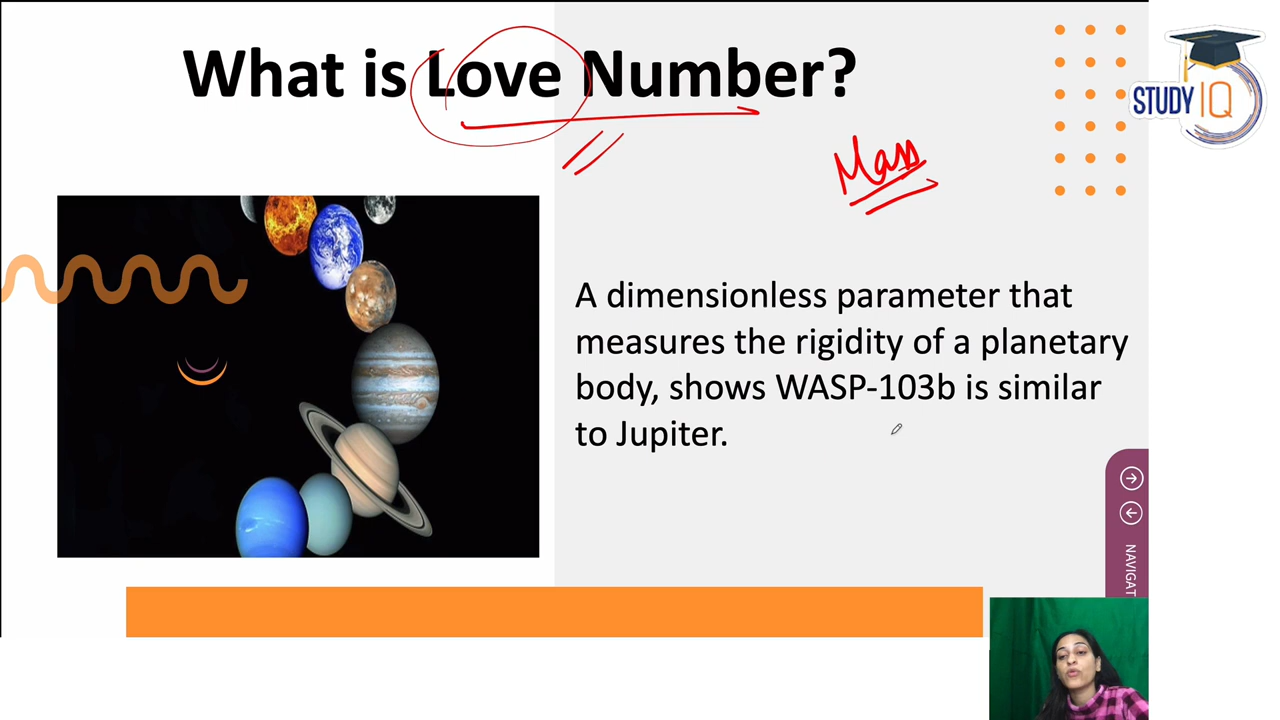 What is Love Number?
STUDY IQ
Mass
A dimensionless parameter that
measures the rigidity of a planetary
body, shows WASP-103b is similar
to Jupiter.
NAVIGAT